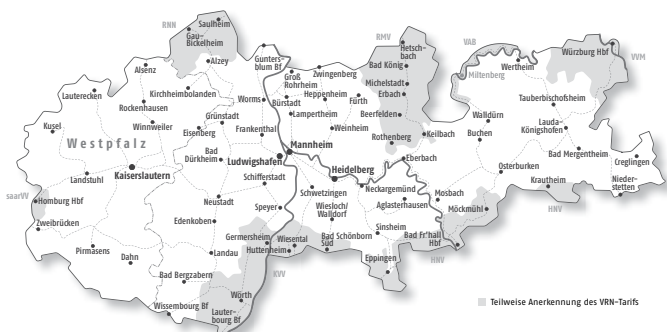 RNN
Saulheim
Gau-
Bickelheim
Alzey
Alsenz
Kirchheimbolanden
Lauterecken
Rockenhausen
Winnweiler
Kusel
Westpfalz
Landstuhl
Kaiserslautern
saarVV
Homburg Hbf
Zweibrücken
Pirmasens
Dahn
Gunters-
blum Bf
Worms
Grünstadt
Eisenberg
Frankenthal
Bad
Dürkheim
Ludwigshafen
Mannheim
Schifferstadt
Neustadt
Speyer
Edenkoben
Germersheim
Landau
Bad Bergzabern
Wörth
Wissembourg Bf
Lauter-
bourg Bf
KVV
Groß
Rohrheim
Zwingenberg
Bürstadt
Heppenheim
Fürth
Lampertheim
Weinheim
RMV
Hetsch-
bach
Bad König
Michelstadt
Erbach
Beerfelden
Rothenberg
Keilbach
Eberbach
Heidelberg
Neckargemünd
Schwetzingen
Wiesloch/
Walldorf
Aglasterhausen
Mosbach
Sinsheim
Wiesental
Huttenheim
Bad Schönborn
Süd
Bad Fr'hall
Hbf
Eppingen
HNV
Möckmühl
VAB
Miltenberg
Wertheim
Würzburg Hbf
VVM
Tauberbischofsheim
Walldürn
Lauda-
Königshofen
Buchen
Bad Mergentheim
Creglingen
Osterburken
Nieder-
stetten
Krautheim
HNV
Teilweise Anerkennung des VRN-Tarifs